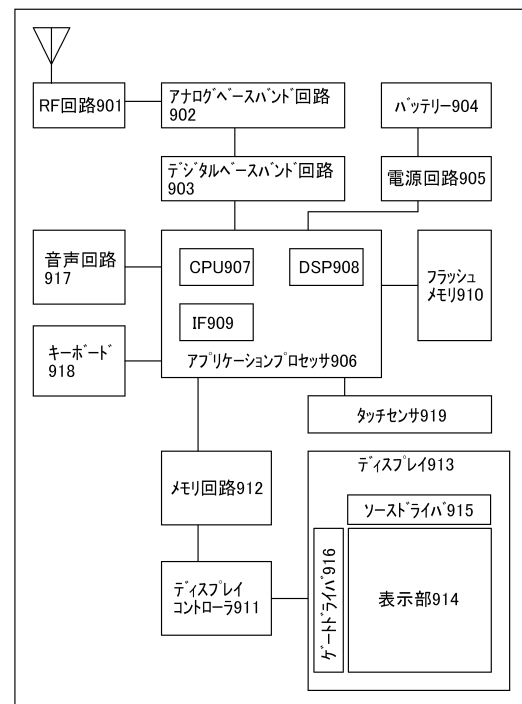 RF回路901
アナログベースバンド回路
902
バッテリー904
デジタルベースバンド回路
903
電源回路905
音声回路
917
CPU907
DSP908
フラッシュ
メモリ910
IF909
キーボード
918
アプリケーションプロセッサ906
タッチセンサ919
メモリ回路912
ディスプレイ913
ソースドライバ915
ディスプレイ
コントローラ911
ゲートドライバ916
表示部914